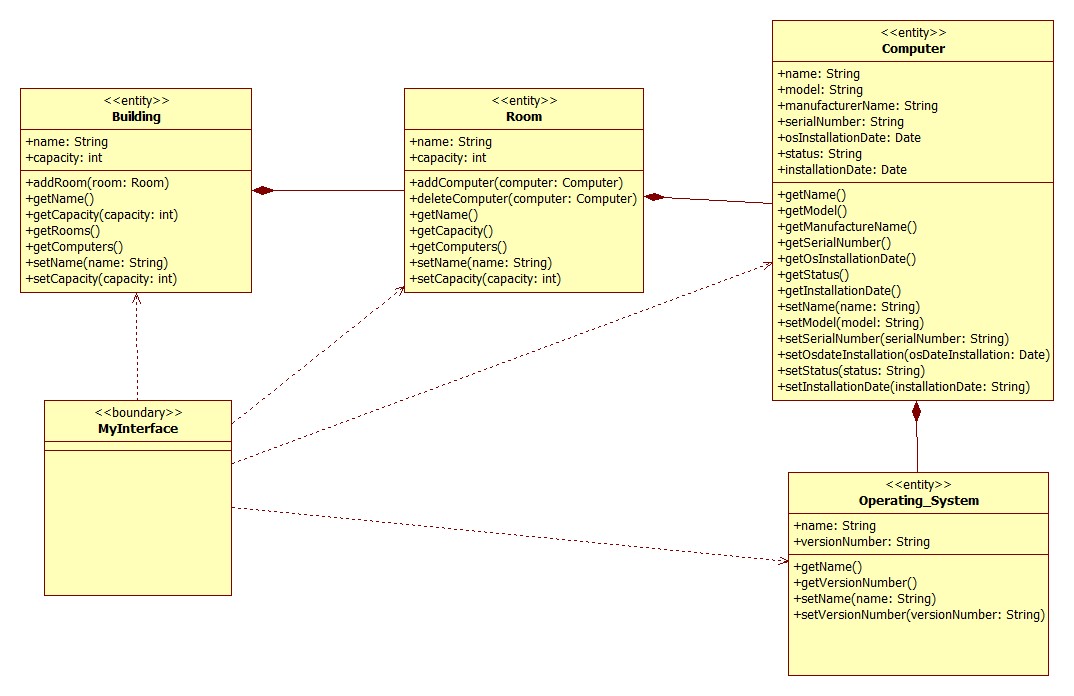 <<entity>>
Building
+name: String
+capacity: int
+addRoom(room: Room)
+getName()
+getCapacity(capacity: int)
+getRooms()
+getComputers()
+setName(name: String)
+setCapacity(capacity: int)
<<entity>>
Room
+name: String
+capacity: int
+addComputer(computer: Computer)
+deleteComputer(computer: Computer)
+getName()
+getCapacity()
+getComputers()
+setName(name: String)
+setCapacity(capacity: int)
<<entity>>
Computer
+name: String
+model: String
+manufacturerName: String
+serialNumber: String
+osInstallationDate: Date
+status: String
+installationDate: Date
+getName()
+getModel()
+getManufactureName()
+getSerialNumber()
+getOsInstallationDate()
+getStatus()
+getInstallationDate()
+setName(name: String)
+setModel(model: String)
+setSerialNumber(serialNumber: String)
+setOsdateInstallation(osDateInstallation: Date)
+setStatus(status: String)
+setInstallationDate(installationDate: String)
<<boundary>>
MyInterface
<<entity>>
Operating_System
+name: String
+versionNumber: String
+getName()
+getVersionNumber()
+setName(name: String)
+setVersionNumber(versionNumber: String)